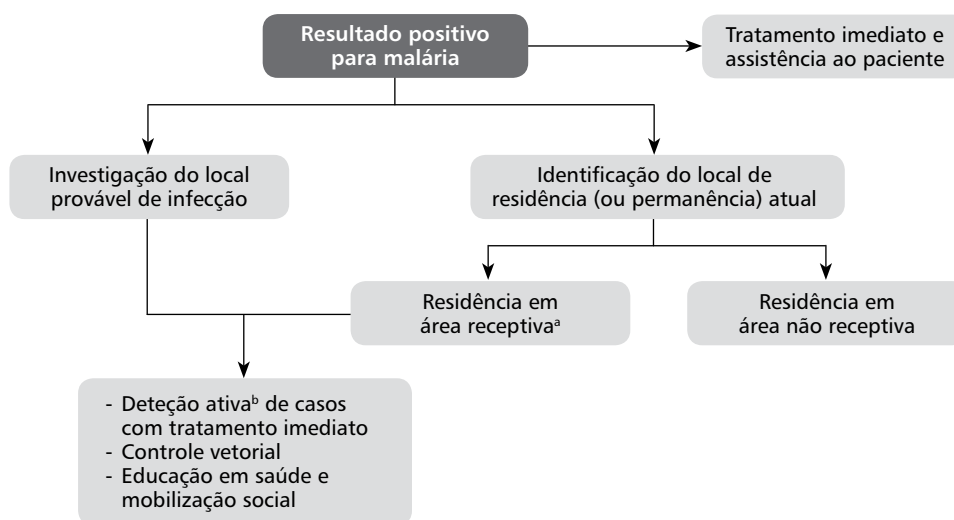 Resultado positivo
para malária
Tratamento imediato e
assistência ao paciente
Investigação do local
provável de infecção
Identificação do local de
residência (ou permanência) atual
Residência em
área receptivaᵃ
Residência em
área não receptiva
- Deteção ativaᵇ de casos
com tratamento imediato
- Controle vetorial
- Educação em saúde e
mobilização social